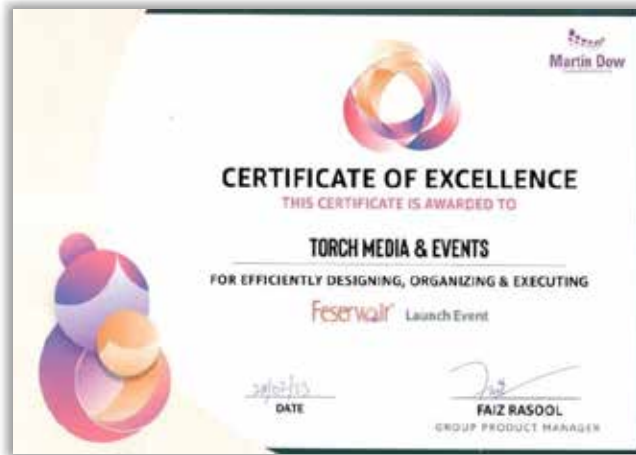 Martin Dow
CERTIFICATE OF EXCELLENCE
THIS CERTIFICATE IS AWARDED TO
TORCH MEDIA & EVENTS
FOR EFFICIENTLY DESIGNING, ORGANIZING & EXECUTING
Feservair Launch Event
DATE
FAIZ RASOOL
GROUP PRODUCT MANAGER